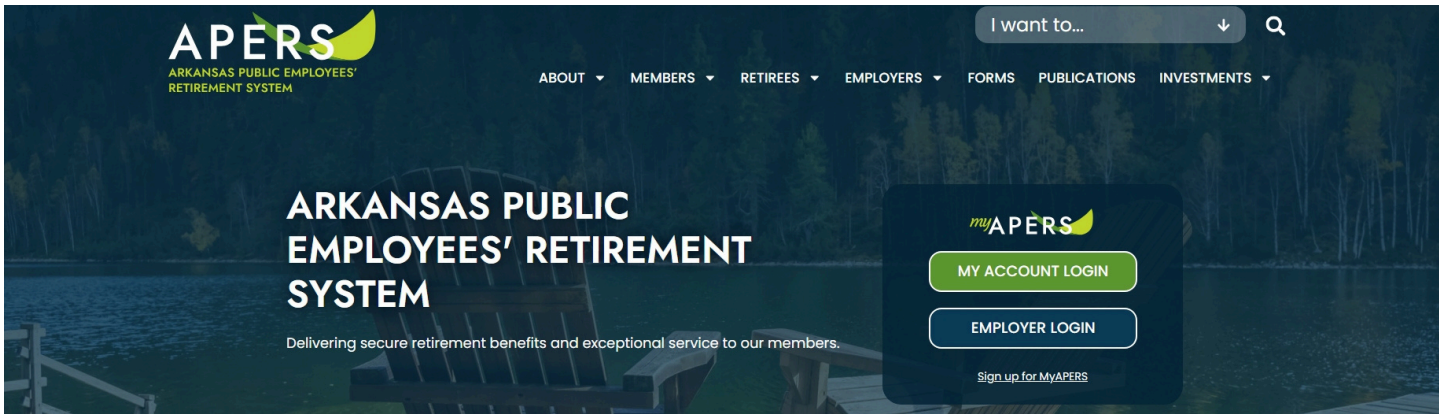 APERS
ARKANSAS PUBLIC EMPLOYEES'
RETIREMENT SYSTEM
I want to...
ABOUT MEMBERS RETIREES EMPLOYERS FORMS PUBLICATIONS INVESTMENTS
ARKANSAS PUBLIC
EMPLOYEES' RETIREMENT
SYSTEM
Delivering secure retirement benefits and exceptional service to our members.
myAPERS
MY ACCOUNT LOGIN
EMPLOYER LOGIN
Sign up for MyAPERS